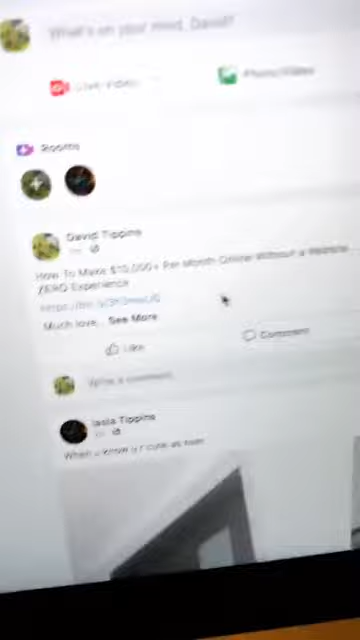 What's on your mind, David?
Live Video
Photo/Video
Rooms
David Tippins
How To Make $10,000+ Per Month Online Without a Website
ZERO Experience
Much love... See More
Like
Comment
Write a comment
Iasia Tippins
When u know u r cute as